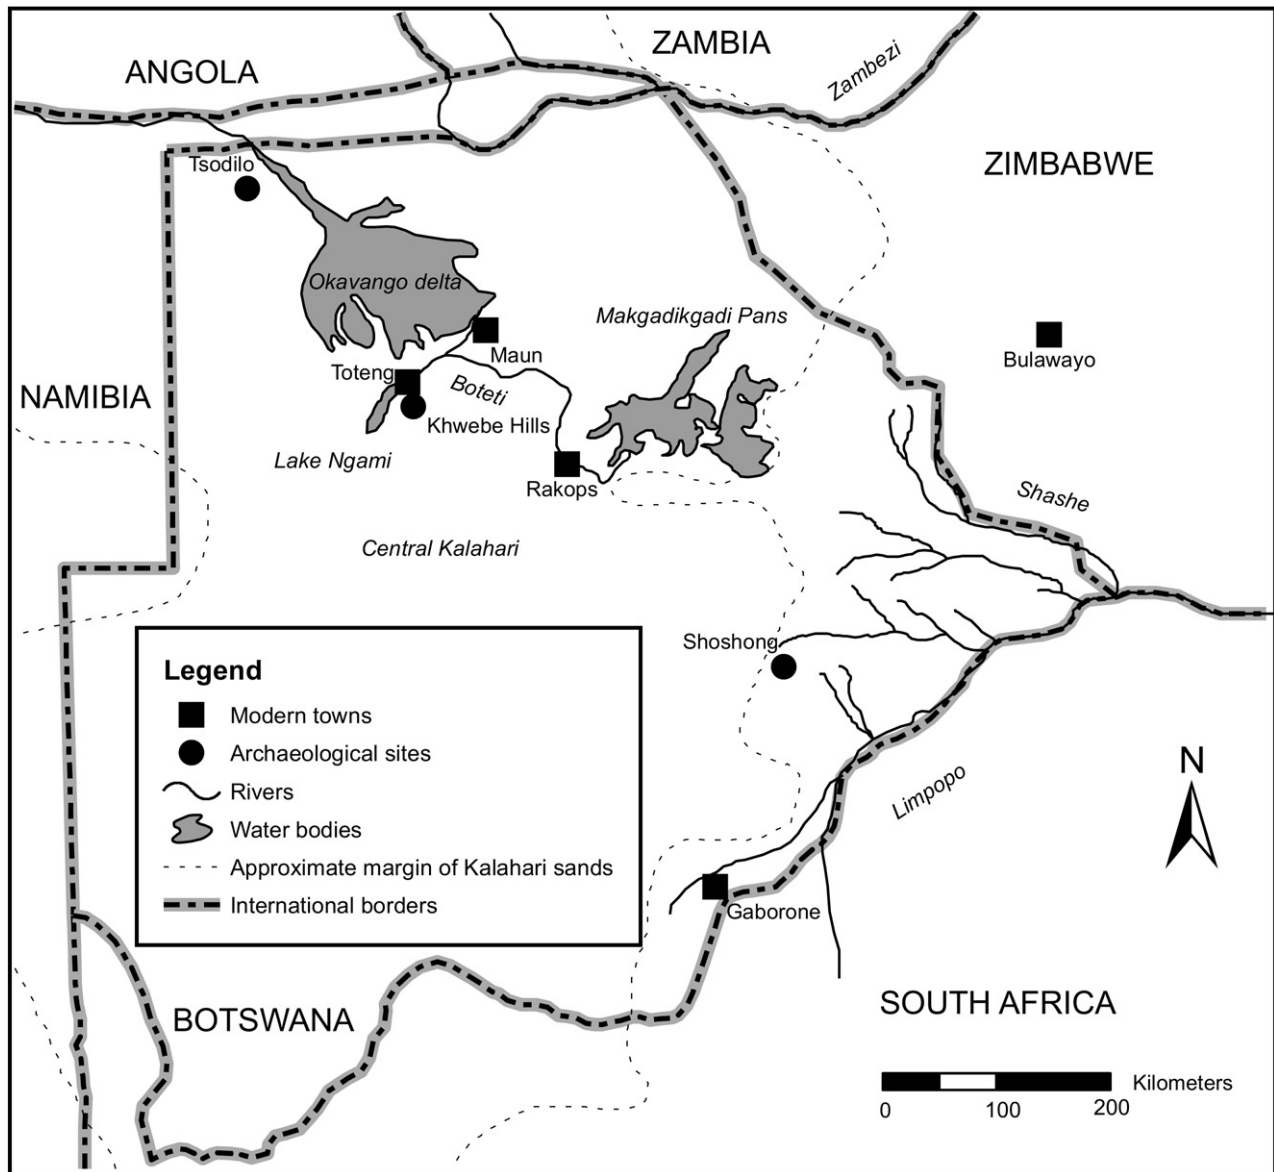 ZAMBIA
ANGOLA
Zambezi
ZIMBABWE
Tsodilo
Okavango delta
Makgadikgadi Pans
Maun
Bulawayo
Toteng
Boteti
NAMIBIA
Khwebe Hills
Lake Ngami
Rakops
Shashe
Central Kalahari
Shoshong
Legend
Modern towns
Archaeological sites
Rivers
Water bodies
Approximate margin of Kalahari sands
International borders
N
Limpopo
Gaborone
SOUTH AFRICA
BOTSWANA
Kilometers
0 100 200